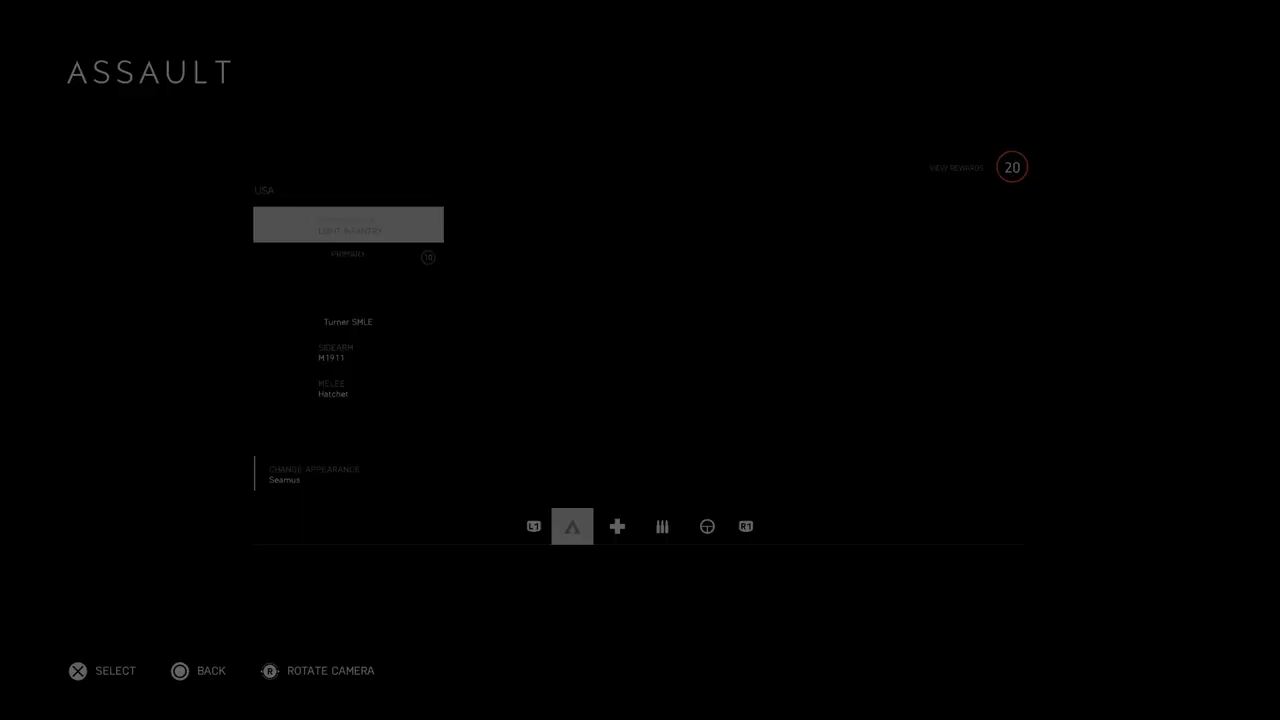 ASSAULT
VIEW REWARDS 20
USA
LIGHT INFANTRY
PRIMARY 10
Turner SMLE
SIDEARM
M1911
MELEE
Hatchet
CHANGE APPEARANCE
Seamus
L1 R1
SELECT BACK R ROTATE CAMERA